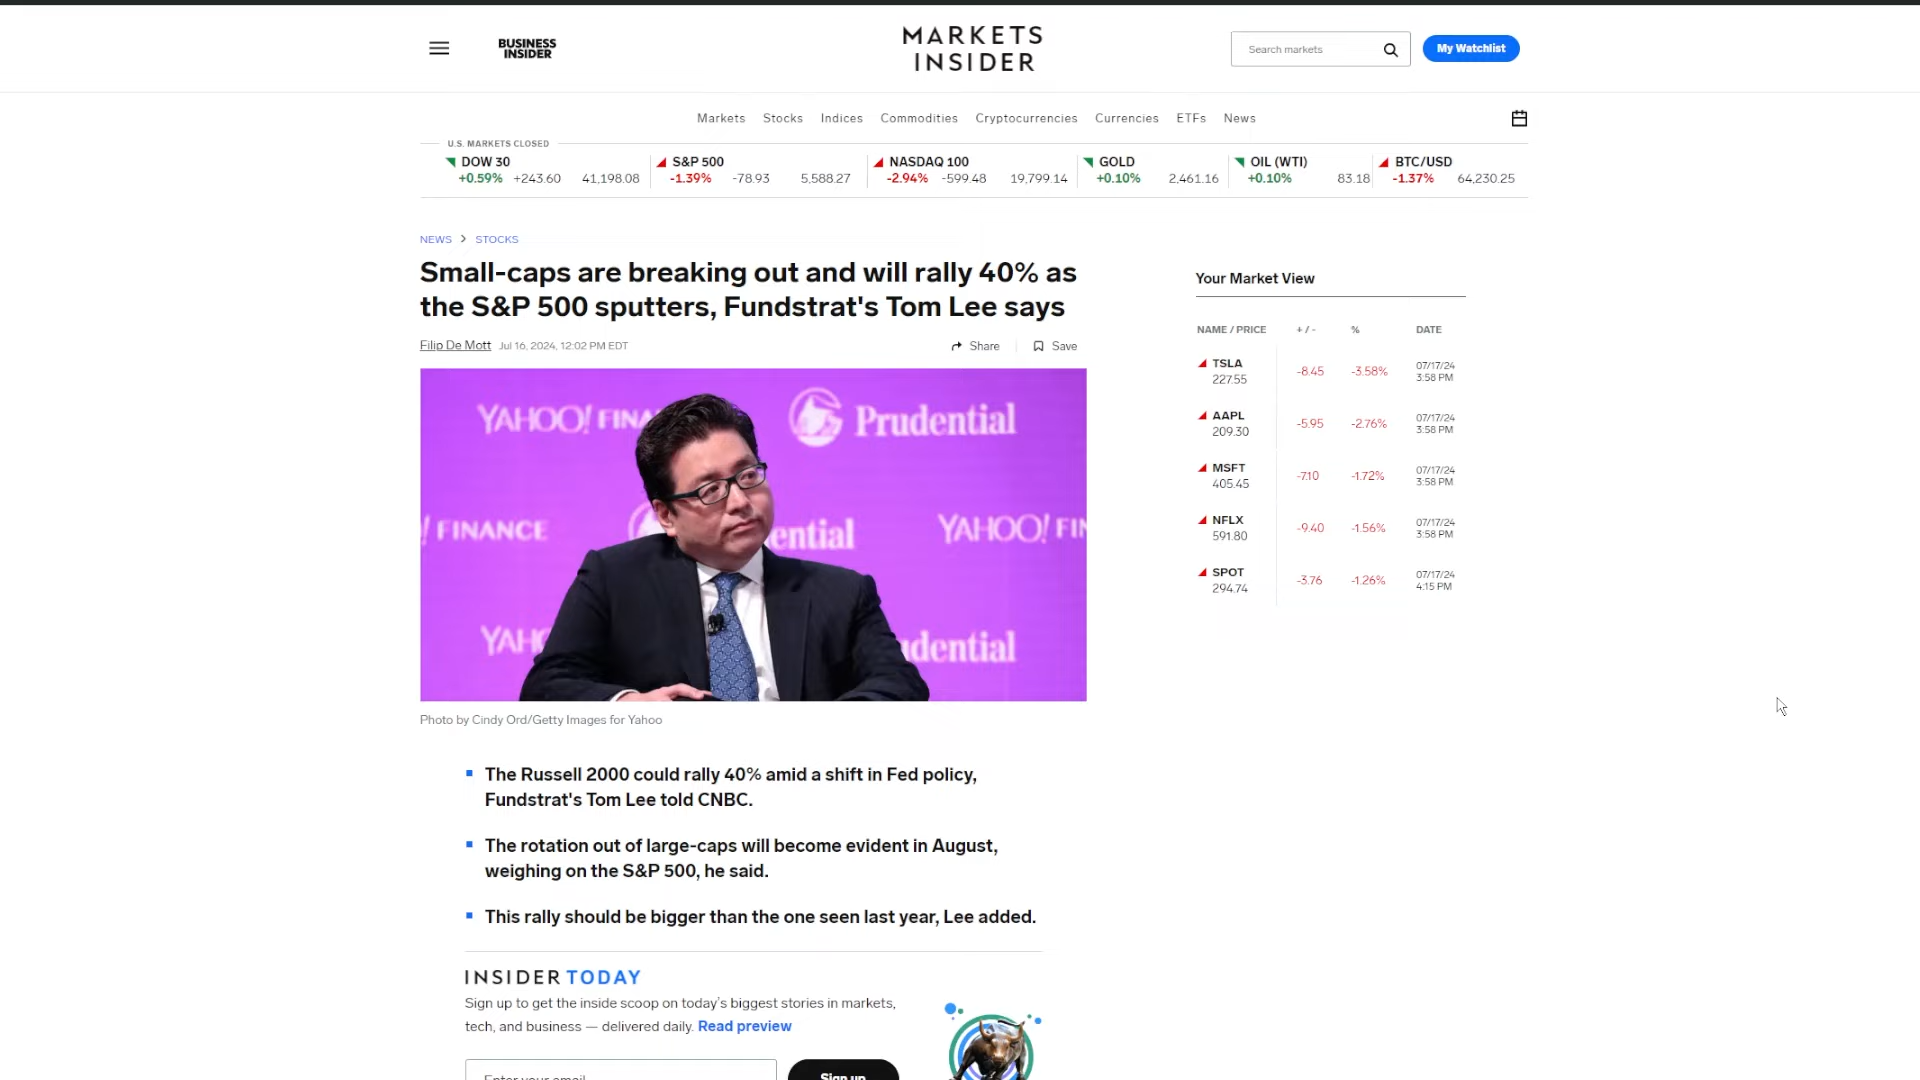 BUSINESS
INSIDER
MARKETS
INSIDER
Search markets
My Watchlist
Markets Stocks Indices Commodities Cryptocurrencies Currencies ETFs News
U.S. MARKETS CLOSED
DOW 30
+0.59% +243.60 41,198.08
S&P 500
-1.39% -78.93 5,588.27
NASDAQ 100
-2.94% -599.48 19,799.14
GOLD
+0.10% 2,461.16
OIL (WTI)
+0.10% 83.18
BTC/USD
-1.37% 64,230.25
NEWS STOCKS
Small-caps are breaking out and will rally 40% as
the S&P 500 sputters, Fundstrat's Tom Lee says
Filip De Mott Jul 16, 2024, 12:02 PM EDT
Share Save
YAHOO! FINA
Prudential
! FINANCE
ential
YAHOO! FIN
YAH
dential
Photo by Cindy Ord/Getty Images for Yahoo
The Russell 2000 could rally 40% amid a shift in Fed policy,
Fundstrat's Tom Lee told CNBC.
The rotation out of large-caps will become evident in August,
weighing on the S&P 500, he said.
This rally should be bigger than the one seen last year, Lee added.
INSIDER TODAY
Sign up to get the inside scoop on today's biggest stories in markets,
tech, and business — delivered daily. Read preview
Enter your email
Sign up
Your Market View
NAME / PRICE + / - % DATE
TSLA
227.55
-8.45 -3.58%
07/17/24
3:58 PM
AAPL
209.30
-5.95 -2.76%
07/17/24
3:58 PM
MSFT
405.45
-7.10 -1.72%
07/17/24
3:58 PM
NFLX
591.80
-9.40 -1.56%
07/17/24
3:58 PM
SPOT
294.74
-3.76 -1.26%
07/17/24
4:15 PM